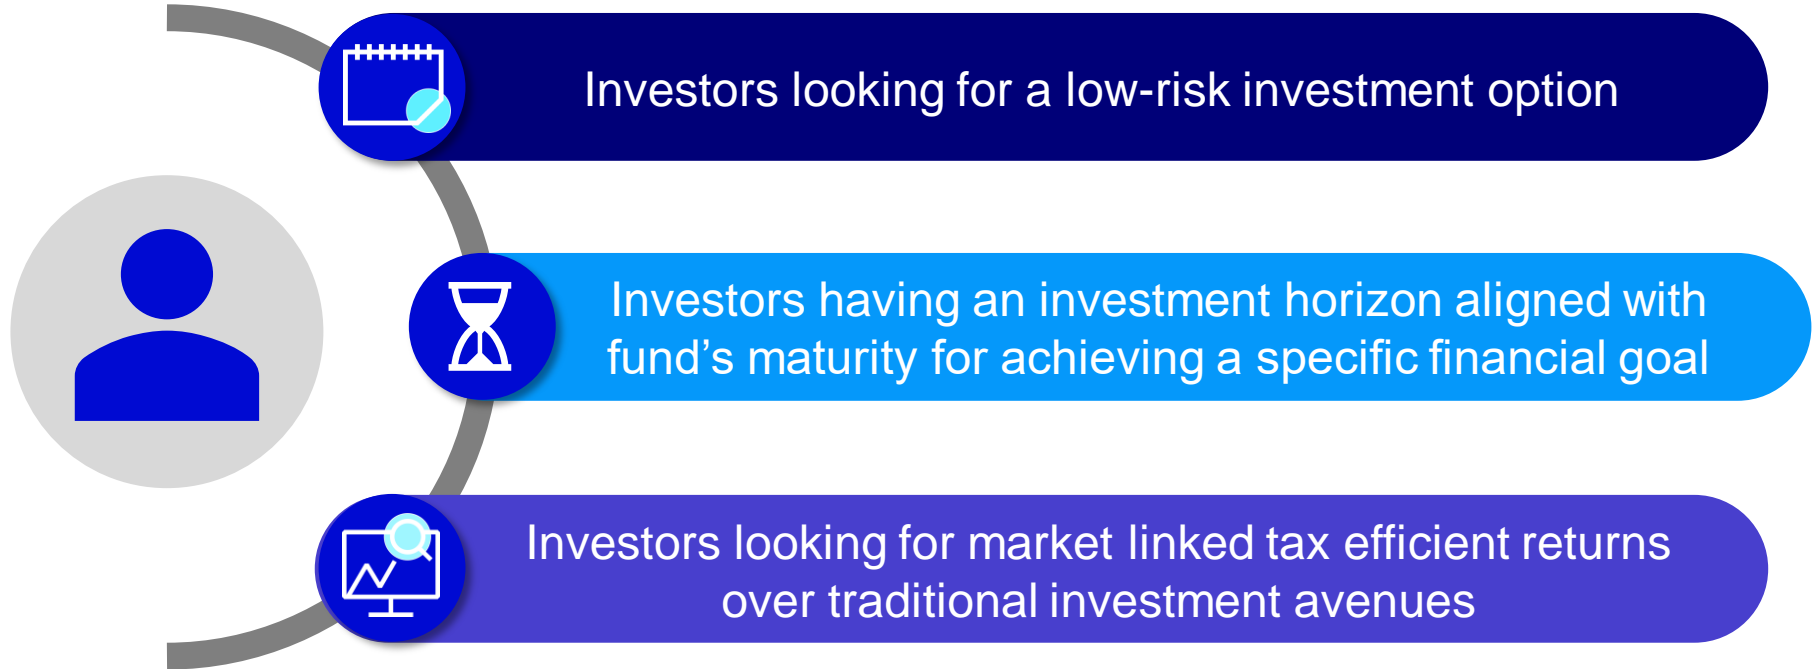 Investors looking for a low-risk investment option
Investors having an investment horizon aligned with
fund’s maturity for achieving a specific financial goal
Investors looking for market linked tax efficient returns
over traditional investment avenues